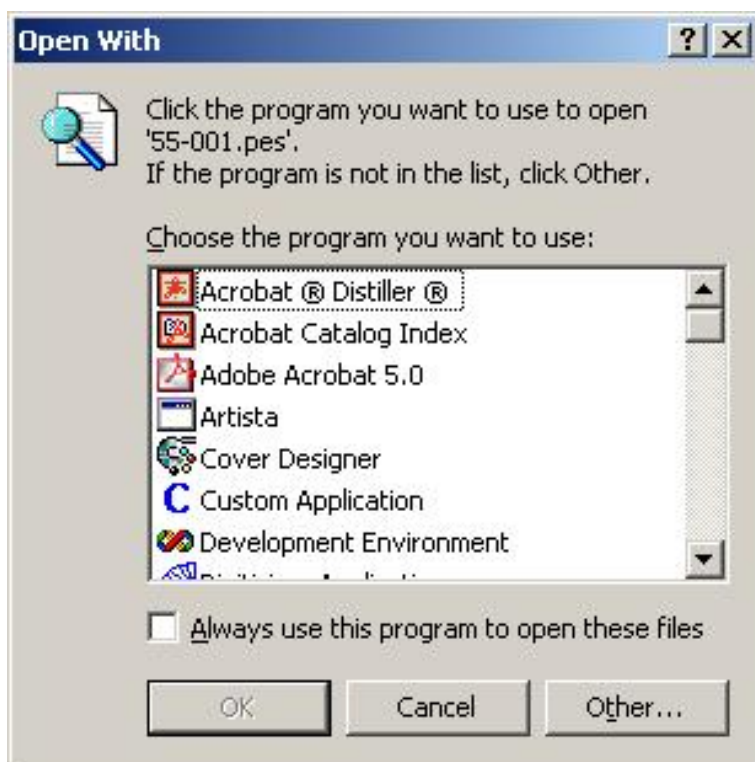 Open With
Click the program you want to use to open
'55-001.pes'.
If the program is not in the list, click Other.
Choose the program you want to use:
Acrobat ® Distiller ®
Acrobat Catalog Index
Adobe Acrobat 5.0
Artista
Cover Designer
C Custom Application
Development Environment
Always use this program to open these files
OK
Cancel
Other...